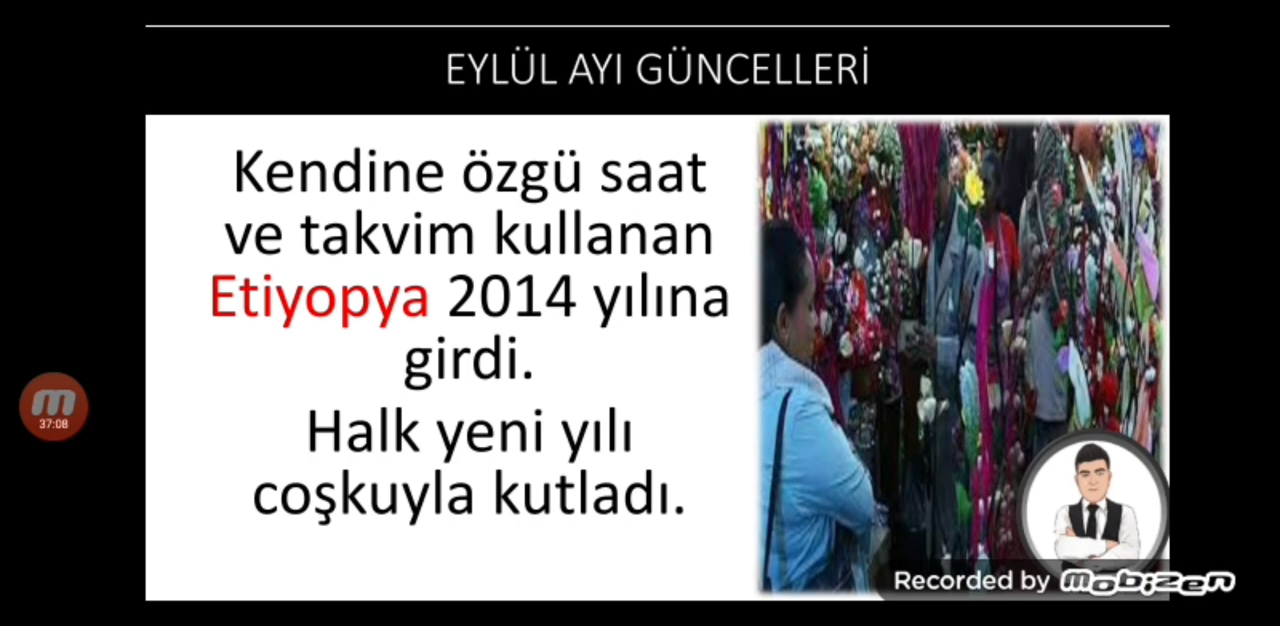 EYLÜL AYI GÜNCELLERİ
Kendine özgü saat
ve takvim kullanan
Etiyopya 2014 yılına
girdi.
Halk yeni yılı
coşkuyla kutladı.
m
37:08
Recorded by mobizen